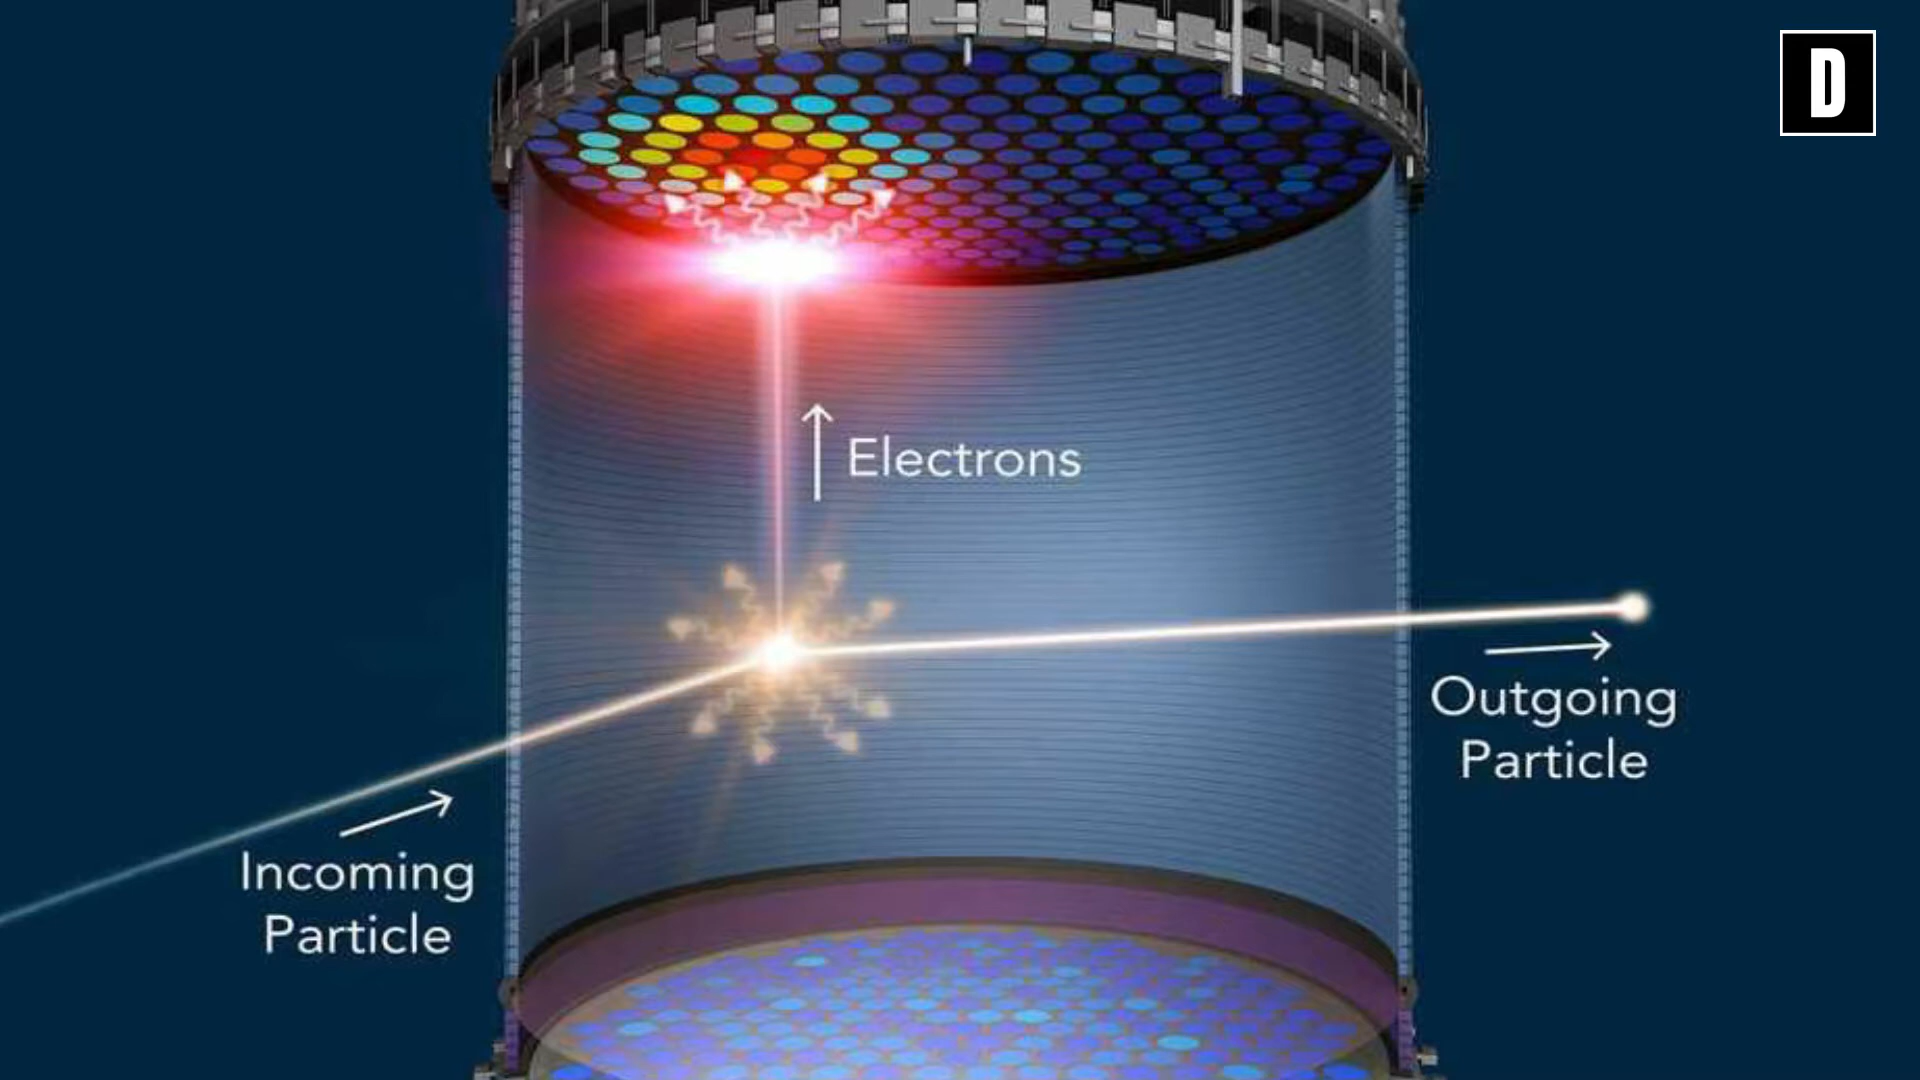 D
Electrons
Outgoing
Particle
Incoming
Particle